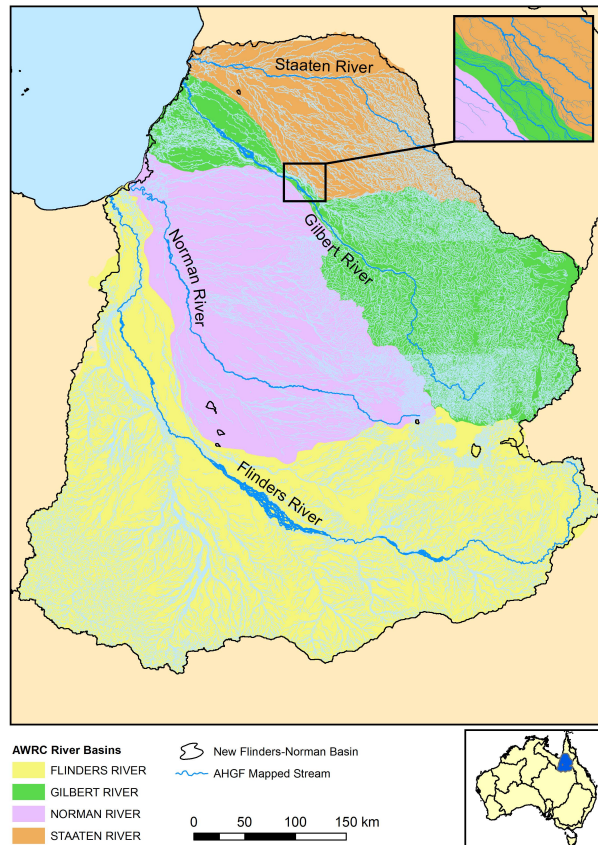 Staaten River
Gilbert River
Norman River
Flinders River
AWRC River Basins
FLINDERS RIVER
GILBERT RIVER
NORMAN RIVER
STAATEN RIVER
New Flinders-Norman Basin
AHGF Mapped Stream
0 50 100 150 km